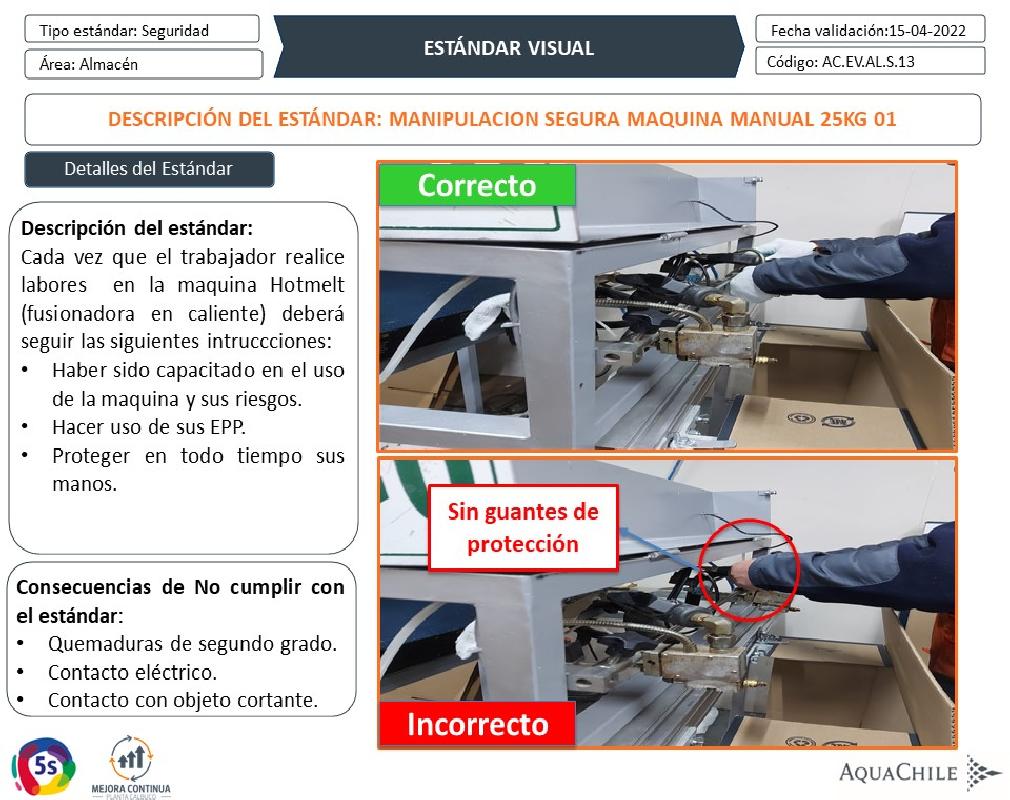 Tipo estándar: Seguridad
Área: Almacén
ESTÁNDAR VISUAL
Fecha validación:15-04-2022
Código: AC.EV.AL.S.13
DESCRIPCIÓN DEL ESTÁNDAR: MANIPULACION SEGURA MAQUINA MANUAL 25KG 01
Detalles del Estándar
Descripción del estándar:
Cada vez que el trabajador realice
labores en la maquina Hotmelt
(fusionadora en caliente) deberá
seguir las siguientes intruccciones:
• Haber sido capacitado en el uso
de la maquina y sus riesgos.
• Hacer uso de sus EPP.
• Proteger en todo tiempo sus
manos.
Consecuencias de No cumplir con
el estándar:
• Quemaduras de segundo grado.
• Contacto eléctrico.
• Contacto con objeto cortante.
Correcto
Sin guantes de
protección
Incorrecto
5s
MEJORA CONTINUA
PLANTA CALBUCO
AQUACHILE